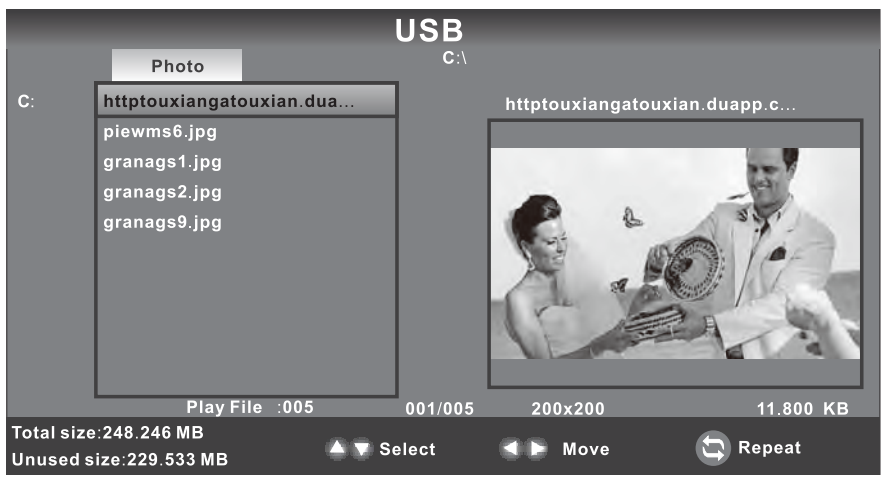 USB
C:\
Photo
C:
httptouxiangatouxian.dua...
httptouxiangatouxian.duapp.c...
piewms6.jpg
granags1.jpg
granags2.jpg
granags9.jpg
Play File :005
001/005
200x200
11.800 KB
Total size:248.246 MB
Select
Move
Repeat
Unused size:229.533 MB